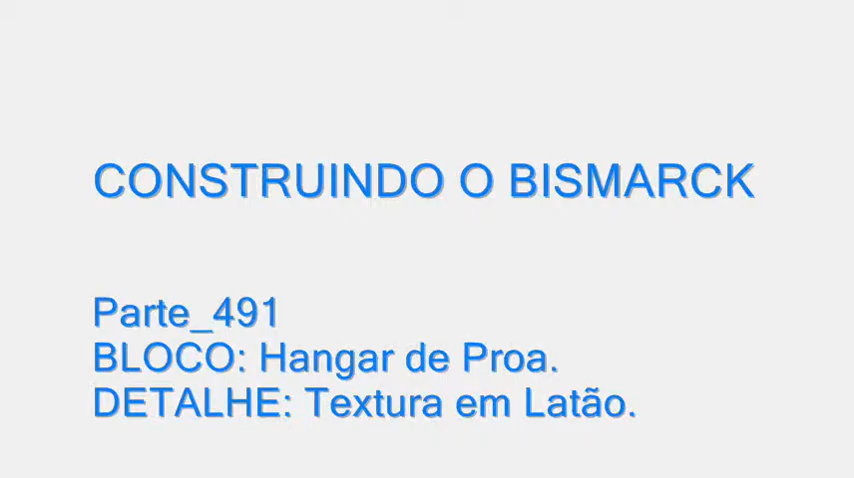 CONSTRUINDO O BISMARCK
Parte_491
BLOCO: Hangar de Proa.
DETALHE: Textura em Latão.